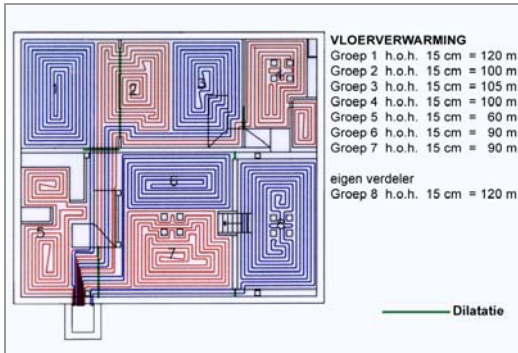 VLOERVERWARMING
Groep 1 h.o.h. 15 cm = 120 m
Groep 2 h.o.h. 15 cm = 100 m
Groep 3 h.o.h. 15 cm = 105 m
Groep 4 h.o.h. 15 cm = 100 m
Groep 5 h.o.h. 15 cm = 60 m
Groep 6 h.o.h. 15 cm = 90 m
Groep 7 h.o.h. 15 cm = 90 m
eigen verdeler
Groep 8 h.o.h. 15 cm = 120 m
1
2
3
4
5
6
7
8
Dilatatie